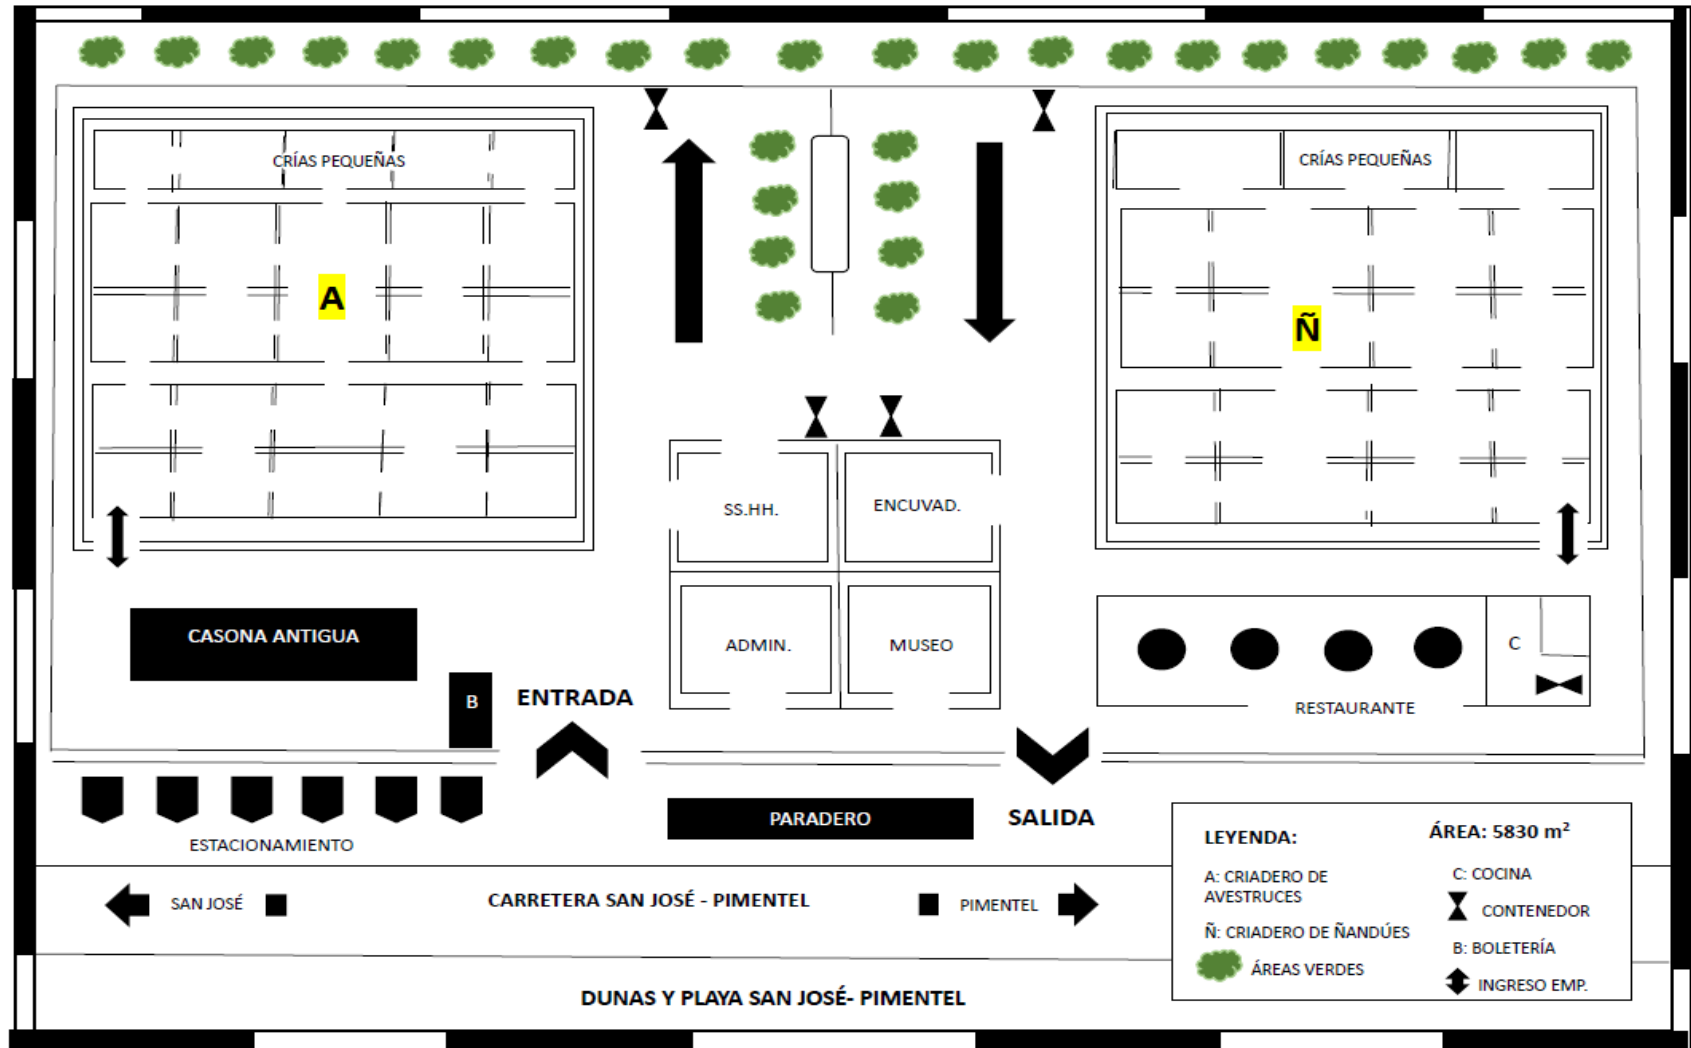 CRÍAS PEQUEÑAS
CRÍAS PEQUEÑAS
A
Ñ
SS.HH.
ENCUVAD.
CASONA ANTIGUA
ADMIN.
MUSEO
C
B
ENTRADA
RESTAURANTE
PARADERO
SALIDA
ESTACIONAMIENTO
SAN JOSÉ
CARRETERA SAN JOSÉ - PIMENTEL
PIMENTEL
DUNAS Y PLAYA SAN JOSÉ- PIMENTEL
LEYENDA:
ÁREA: 5830 m²
A: CRIADERO DE
AVESTRUCES
Ñ: CRIADERO DE ÑANDÚES
ÁREAS VERDES
C: COCINA
CONTENEDOR
B: BOLETERÍA
INGRESO EMP.